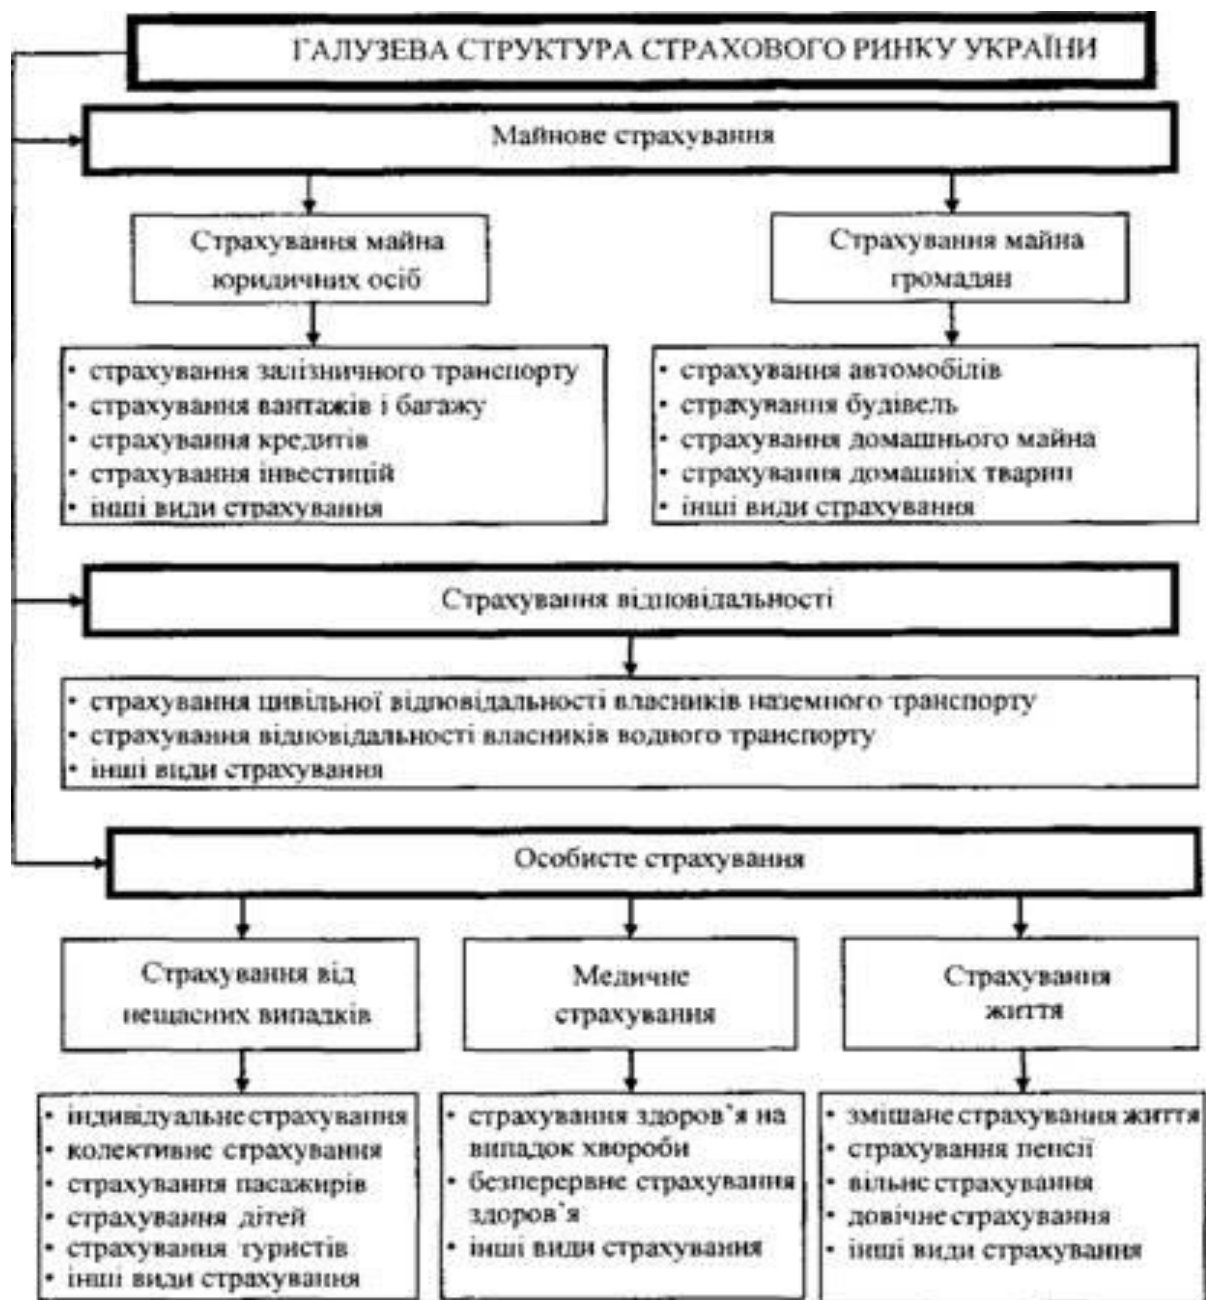 ГАЛУЗЕВА СТРУКТУРА СТРАХОВОГО РИНКУ УКРАЇНИ
Майнове страхування
Страхування майна
юридичних осіб
Страхування майна
громадян
• страхування залізничного транспорту
• страхування вантажів і багажу
• страхування кредитів
• страхування інвестицій
• інші види страхування
• страхування автомобілів
• страхування будівель
• страхування домашнього майна
• страхування домашніх тварин
• інші види страхування
Страхування відповідальності
• страхування цивільної відповідальності власників наземного транспорту
• страхування відповідальності власників водного транспорту
• інші види страхування
Особисте страхування
Страхування від
нещасних випадків
Медичне
страхування
Страхування
життя
• індивідуальне страхування
• колективне страхування
• страхування пасажирів
• страхування дітей
• страхування туристів
• інші види страхування
• страхування здоров`я на
випадок хвороби
• безперервне страхування
здоров`я
• інші види страхування
• змішане страхування життя
• страхування пенсії
• вільне страхування
• довічне страхування
• інші види страхування